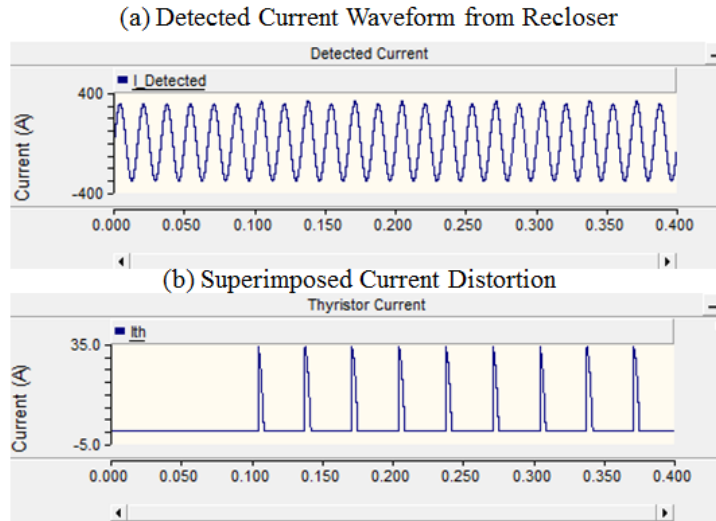 (a) Detected Current Waveform from Recloser
Detected Current
I_Detected
400
-400
Current (A)
0.000 0.050 0.100 0.150 0.200 0.250 0.300 0.350 0.400
(b) Superimposed Current Distortion
Thyristor Current
Ith
35.0
-5.0
Current (A)
0.000 0.050 0.100 0.150 0.200 0.250 0.300 0.350 0.400